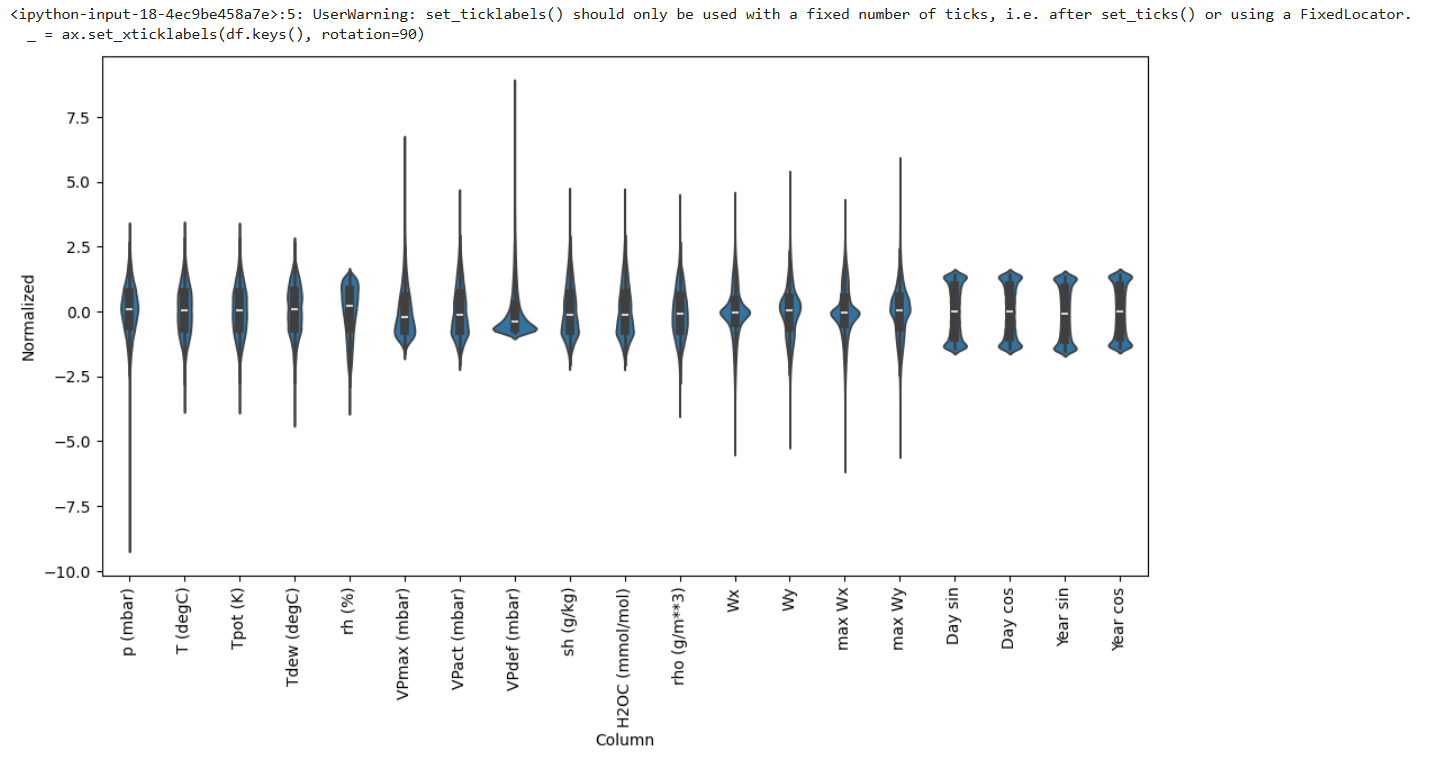 <ipython-input-18-4ec9be458a7e>:5: UserWarning: set_ticklabels() should only be used with a fixed number of ticks, i.e. after set_ticks() or using a FixedLocator.
_ = ax.set_xticklabels(df.keys(), rotation=90)
Normalized
7.5
5.0
2.5
0.0
−2.5
−5.0
−7.5
−10.0
p (mbar)
T (degC)
Tpot (K)
Tdew (degC)
rh (%)
VPmax (mbar)
VPact (mbar)
VPdef (mbar)
sh (g/kg)
H2OC (mmol/mol)
rho (g/m**3)
Wx
Wy
max Wx
max Wy
Day sin
Day cos
Year sin
Year cos
Column